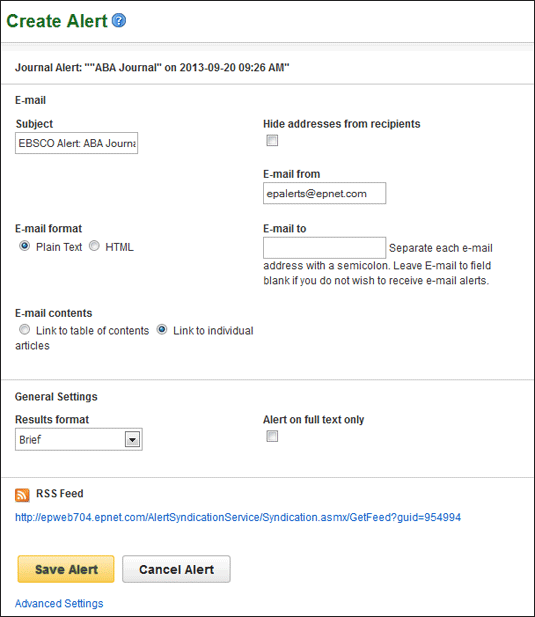 Create Alert ?
Journal Alert: ""ABA Journal" on 2013-09-20 09:26 AM"
E-mail
Subject
EBSCO Alert: ABA Journa
Hide addresses from recipients
E-mail from
epalerts@epnet.com
E-mail format
Plain Text HTML
E-mail to
Separate each e-mail
address with a semicolon. Leave E-mail to field
blank if you do not wish to receive e-mail alerts.
E-mail contents
Link to table of contents Link to individual
articles
General Settings
Results format
Brief
Alert on full text only
RSS Feed
http://epweb704.epnet.com/AlertSyndicationService/Syndication.asmx/GetFeed?guid=954994
Save Alert Cancel Alert
Advanced Settings